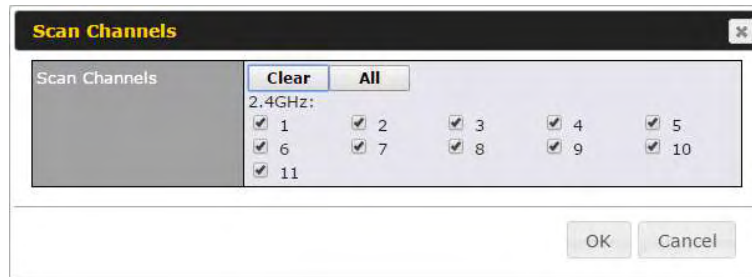 Scan Channels
Scan Channels
Clear All
2.4GHz:
1 2 3 4 5
6 7 8 9 10
11
OK Cancel